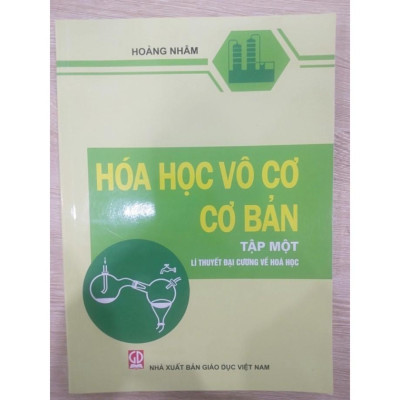 HOÀNG NHÂM
HÓA HỌC VÔ CƠ
CƠ BẢN
TẬP MỘT
LÍ THUYẾT ĐẠI CƯƠNG VỀ HOÁ HỌC
GD
NHÀ XUẤT BẢN GIÁO DỤC VIỆT NAM